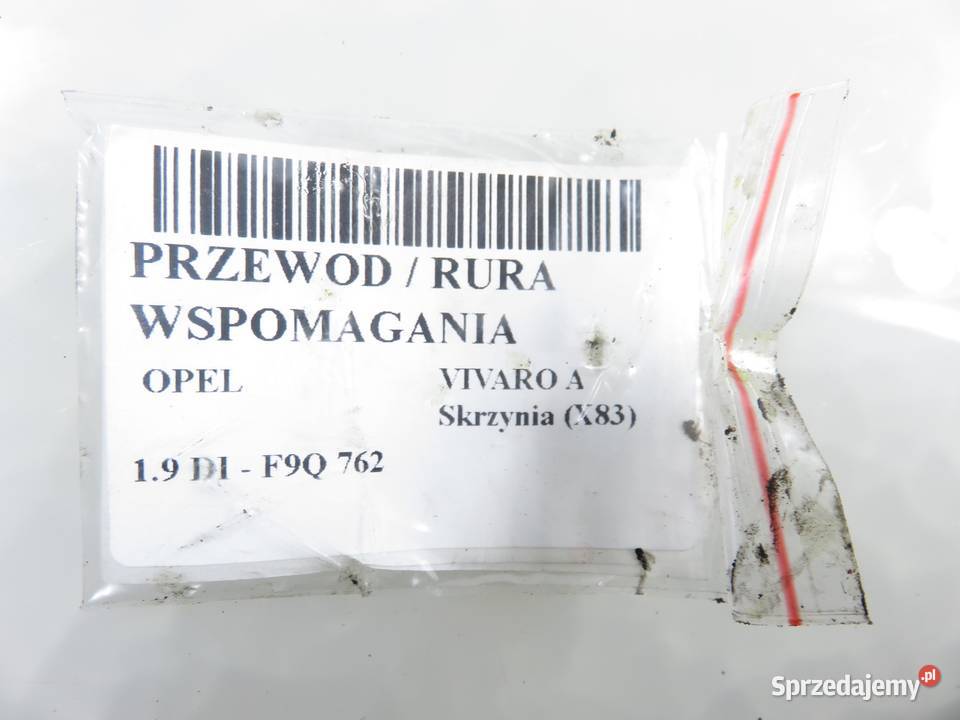 PRZEWOD / RURA
WSPOMAGANIA
OPEL
VIVARO A
Skrzynia (X83)
1.9 DI - F9Q 762
Sprzedajemy.pl